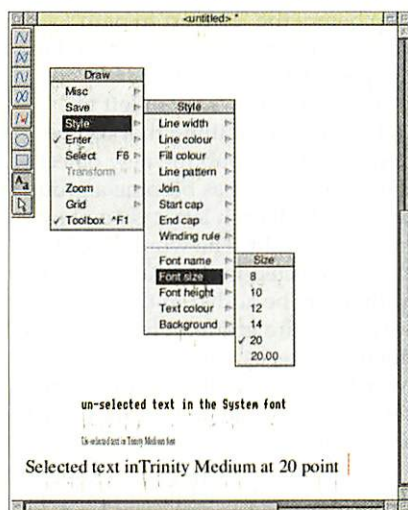 <untitled> *
Draw
Misc
Save
Style
✓ Enter
Select F6
Transform
Zoom
Grid
✓ Toolbox ^F1
Aa
Style
Line width
Line colour
Fill colour
Line pattern
Join
Start cap
End cap
Winding rule
Font name
Font size
Font height
Text colour
Background
Size
8
10
12
14
✓ 20
20.00
un-selected text in the System font
Un-selected text in Trinity Medium font
Selected text inTrinity Medium at 20 point